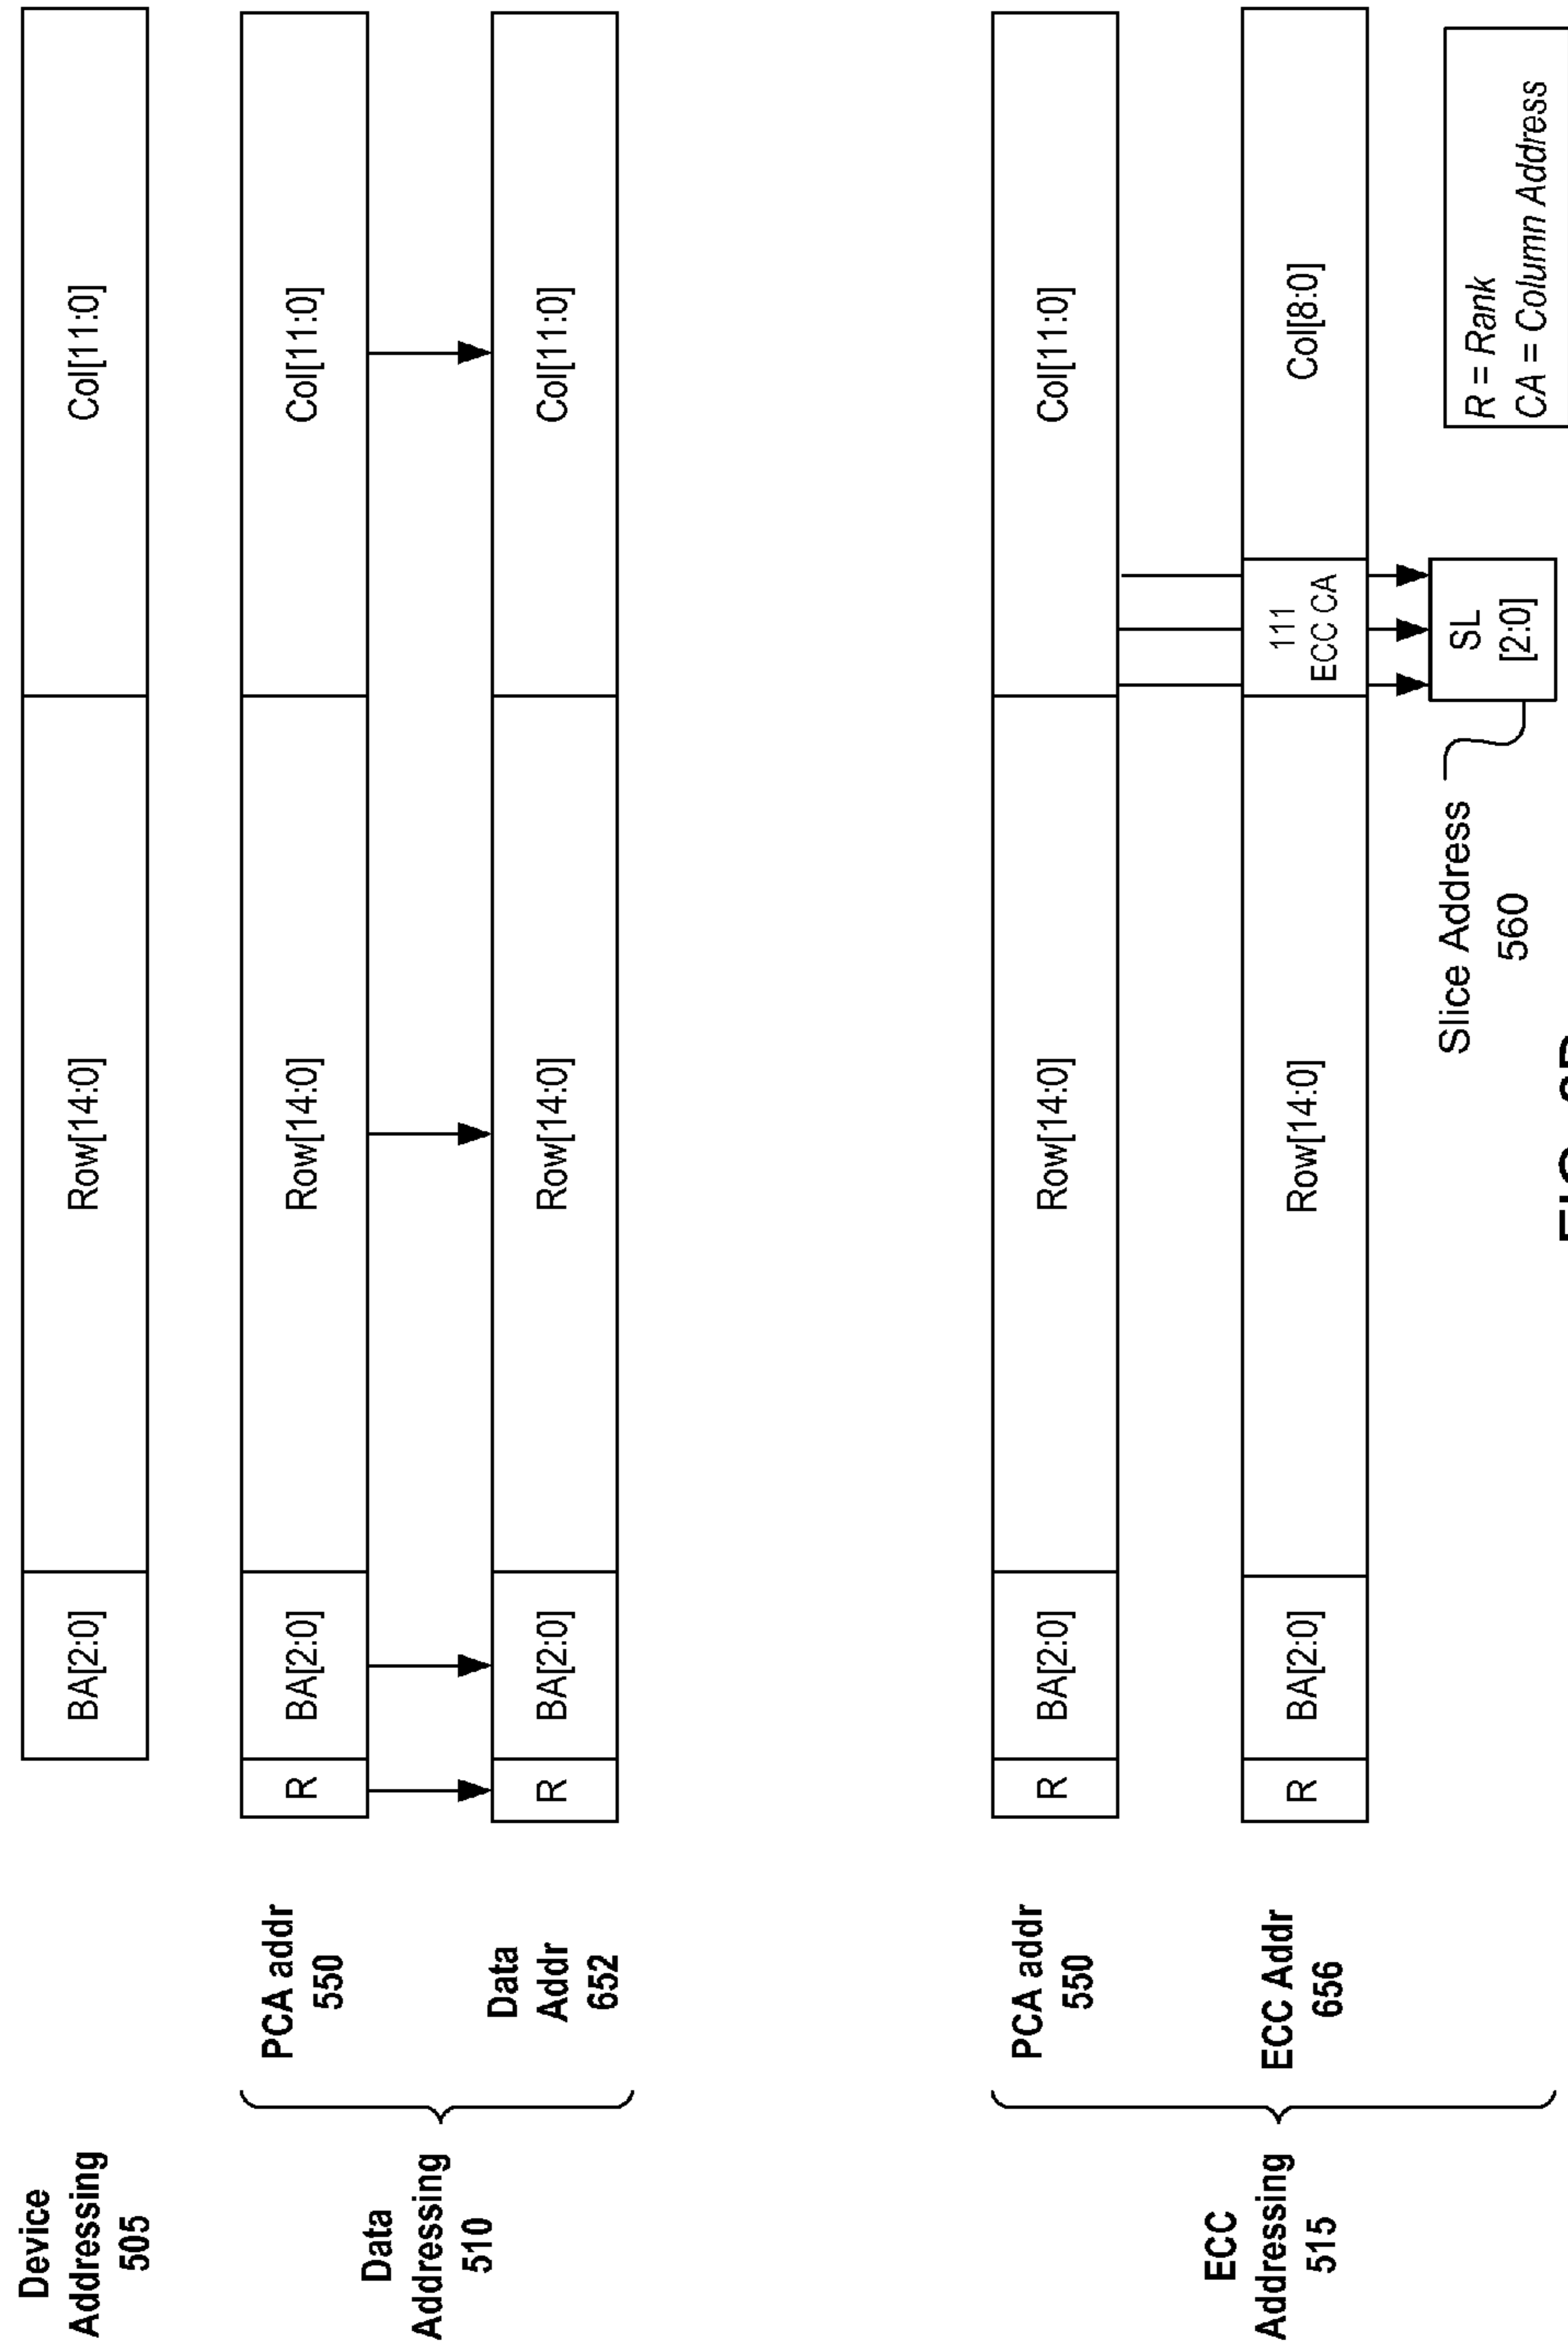 Device
Addressing
505
BA[2:0]
Row[14:0]
Col[11:0]
Data
Addressing
510
PCA addr
550
R
BA[2:0]
Row[14:0]
Col[11:0]
Data
Addr
652
R
BA[2:0]
Row[14:0]
Col[11:0]
ECC
Addressing
515
PCA addr
550
R
BA[2:0]
Row[14:0]
Col[11:0]
ECC Addr
656
R
BA[2:0]
Row[14:0]
111
ECC CA
Col[8:0]
Slice Address
560
SL
[2:0]
R = Rank
CA = Column Address
FIG.